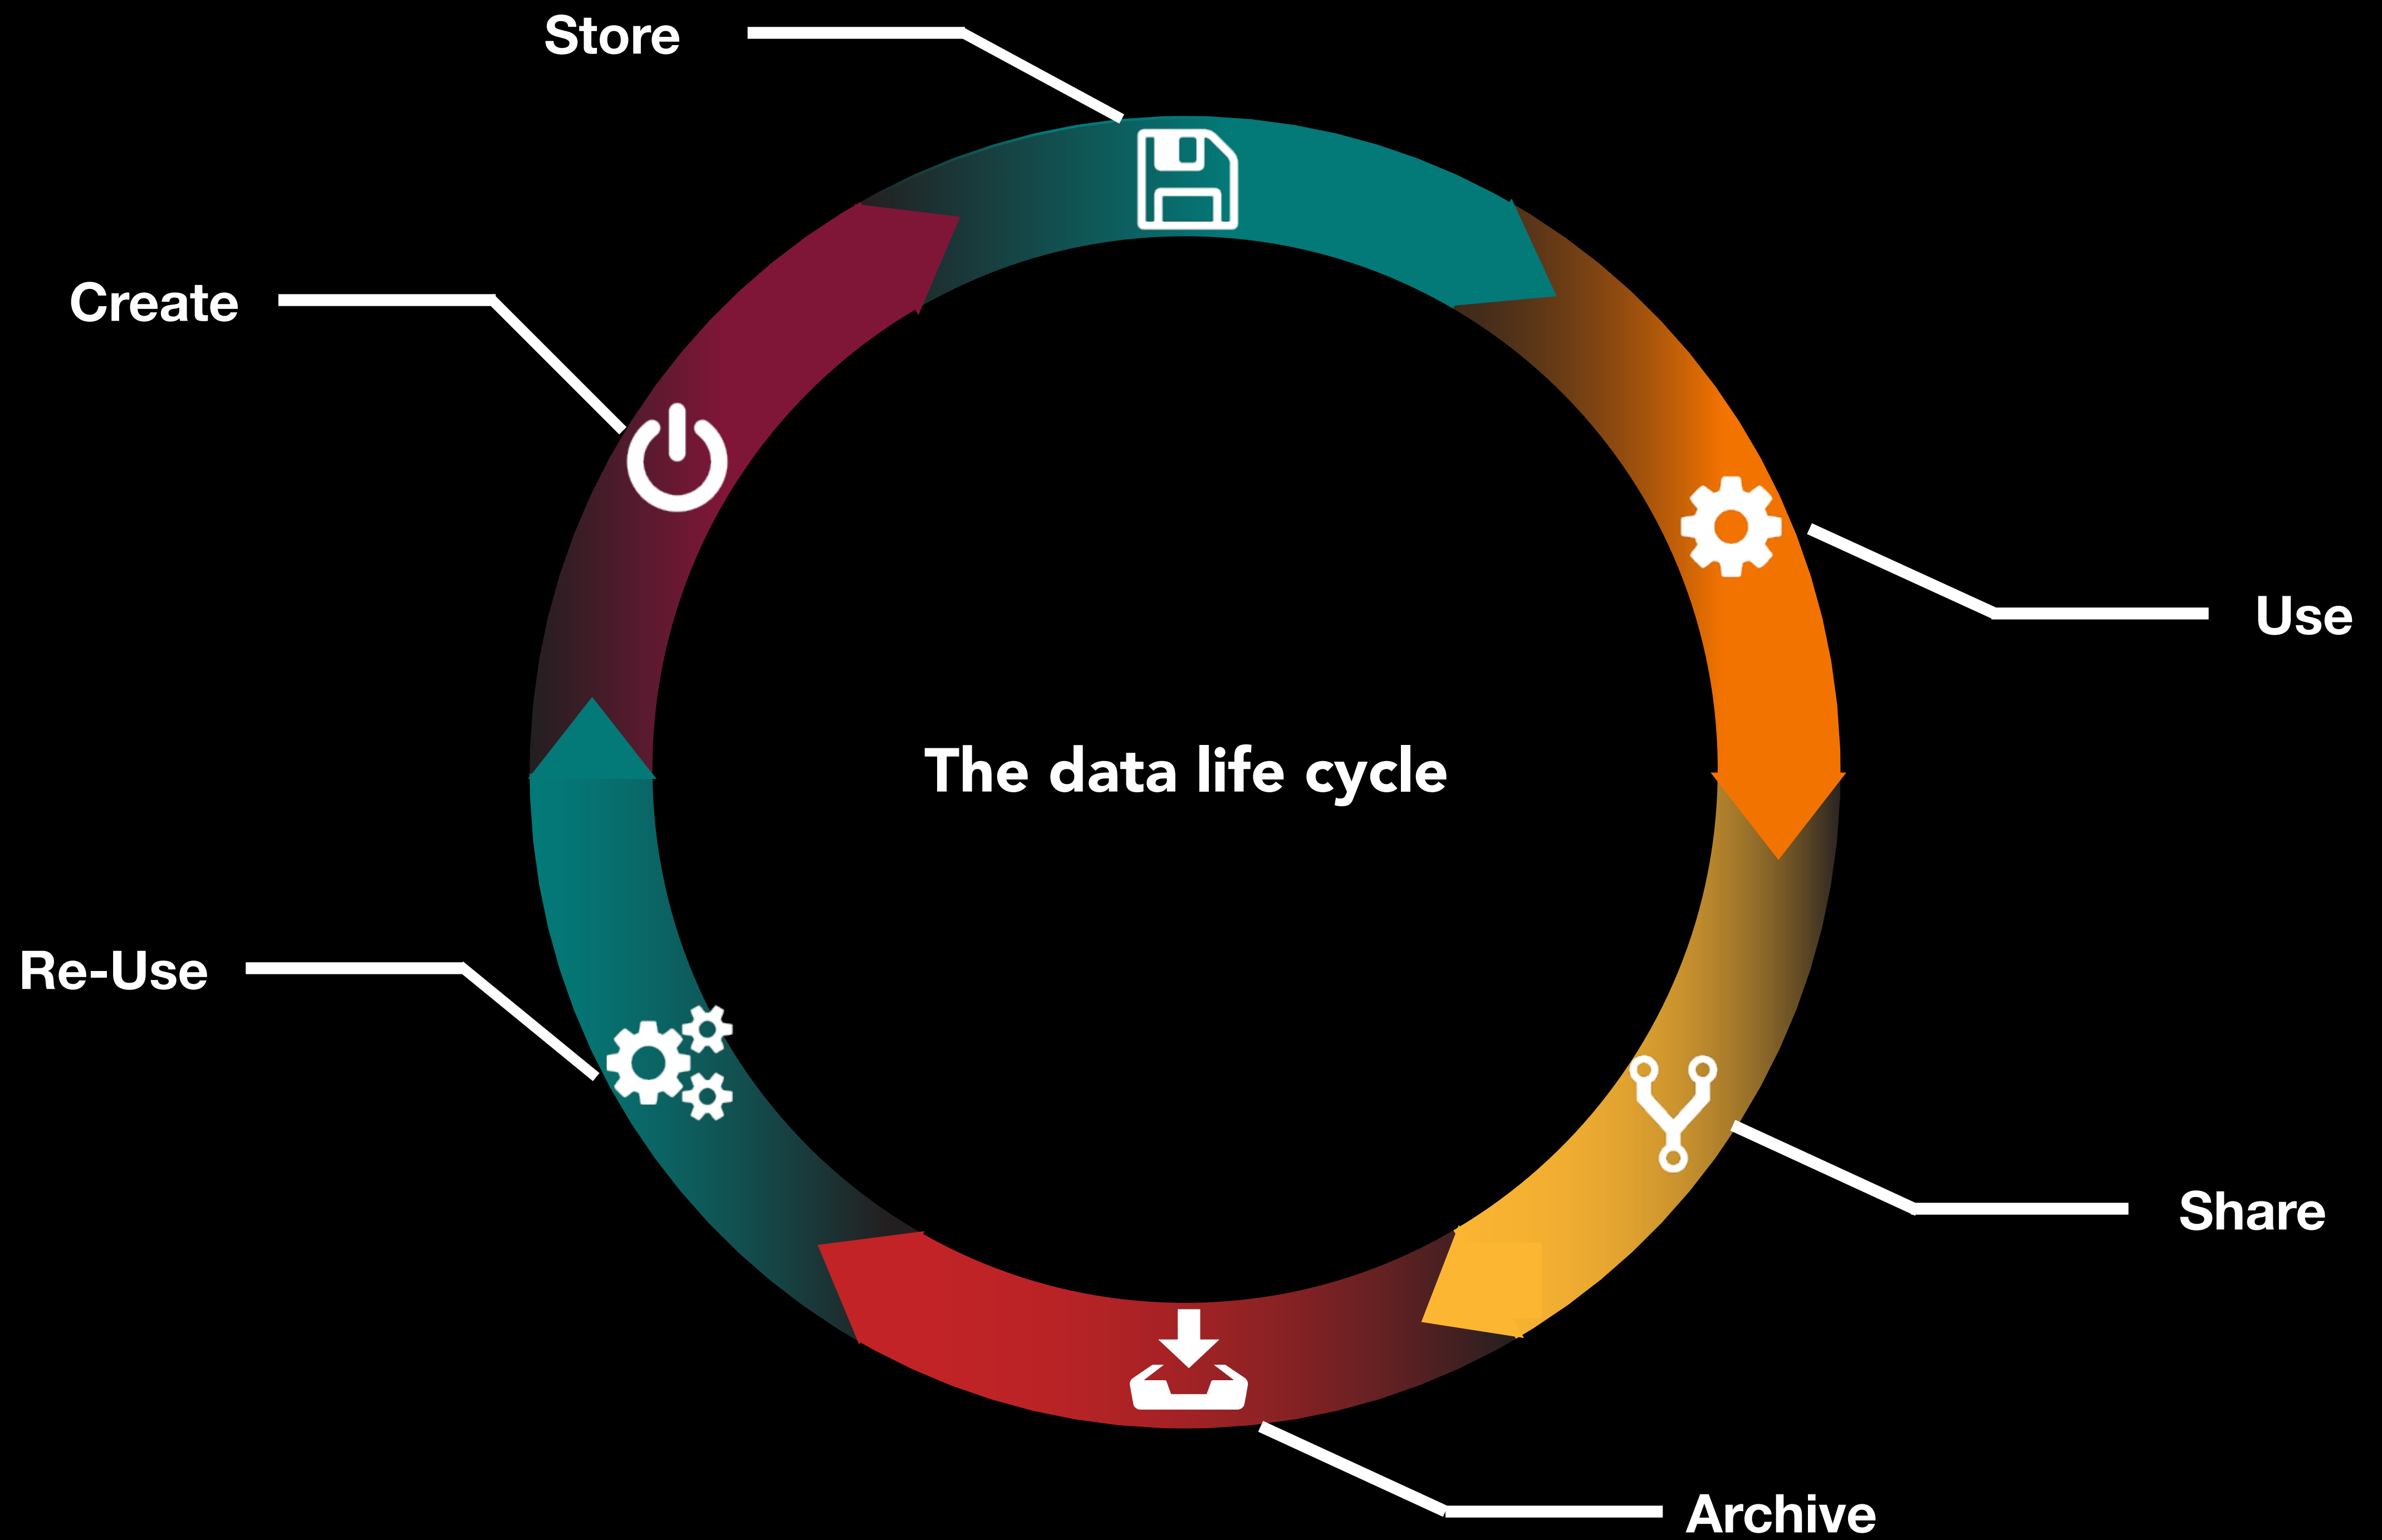 Store
Create
Use
The data life cycle
Re-Use
Share
Archive